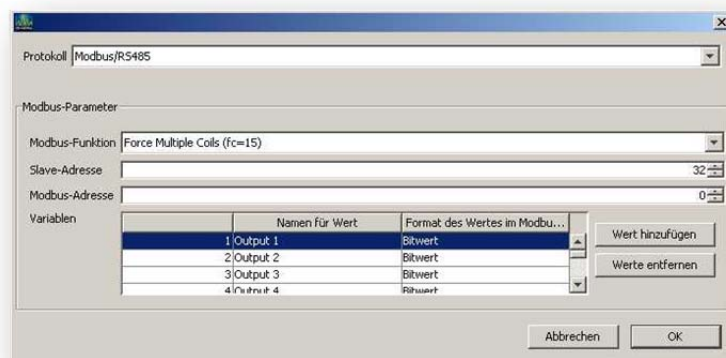 Protokoll Modbus/RS485
Modbus-Parameter
Modbus-Funktion Force Multiple Coils (fc=15)
Slave-Adresse 32
Modbus-Adresse 0
Variablen
Namen für Wert Format des Wertes im Modbu...
1 Output 1 Bitwert
2 Output 2 Bitwert
3 Output 3 Bitwert
4 Output 4 Bitwert
Wert hinzufügen
Werte entfernen
Abbrechen OK